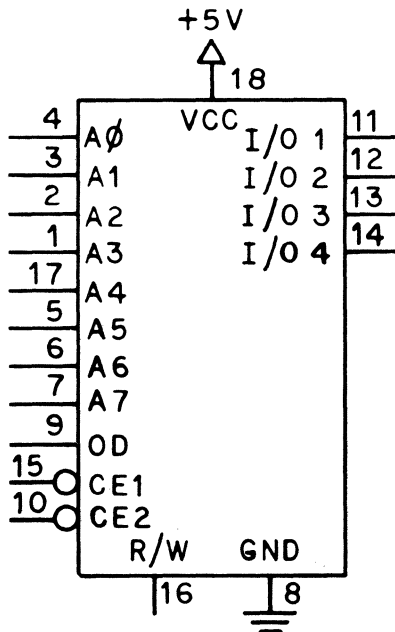 +5V
18
VCC
4 AØ I/O 1 11
3 A1 I/O 2 12
2 A2 I/O 3 13
1 A3 I/O 4 14
17 A4
5 A5
6 A6
7 A7
9 OD
15 CE1
10 CE2
R/W GND
16 8